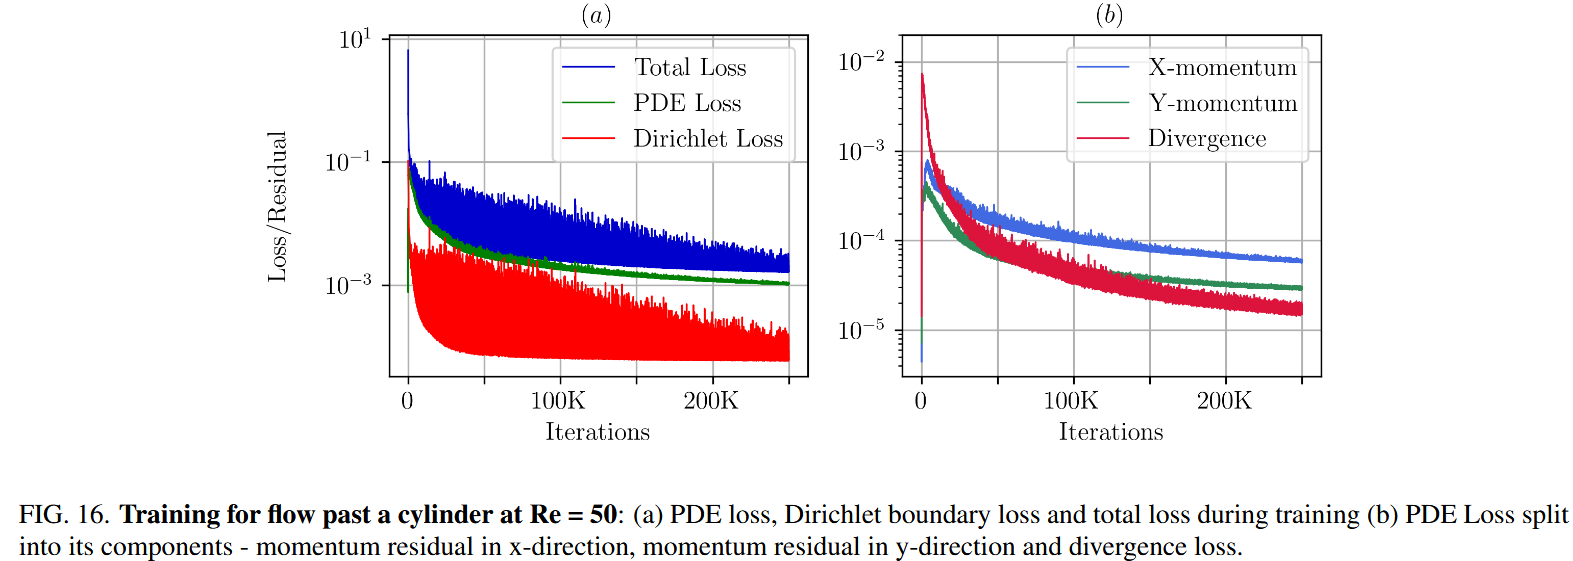 (a)
10^1
10^−1
10^−3
Loss/Residual
Total Loss
PDE Loss
Dirichlet Loss
0
100K
200K
Iterations
(b)
10^−2
10^−3
10^−4
10^−5
X-momentum
Y-momentum
Divergence
0
100K
200K
Iterations
FIG. 16. Training for flow past a cylinder at Re = 50: (a) PDE loss, Dirichlet boundary loss and total loss during training (b) PDE Loss split
into its components - momentum residual in x-direction, momentum residual in y-direction and divergence loss.